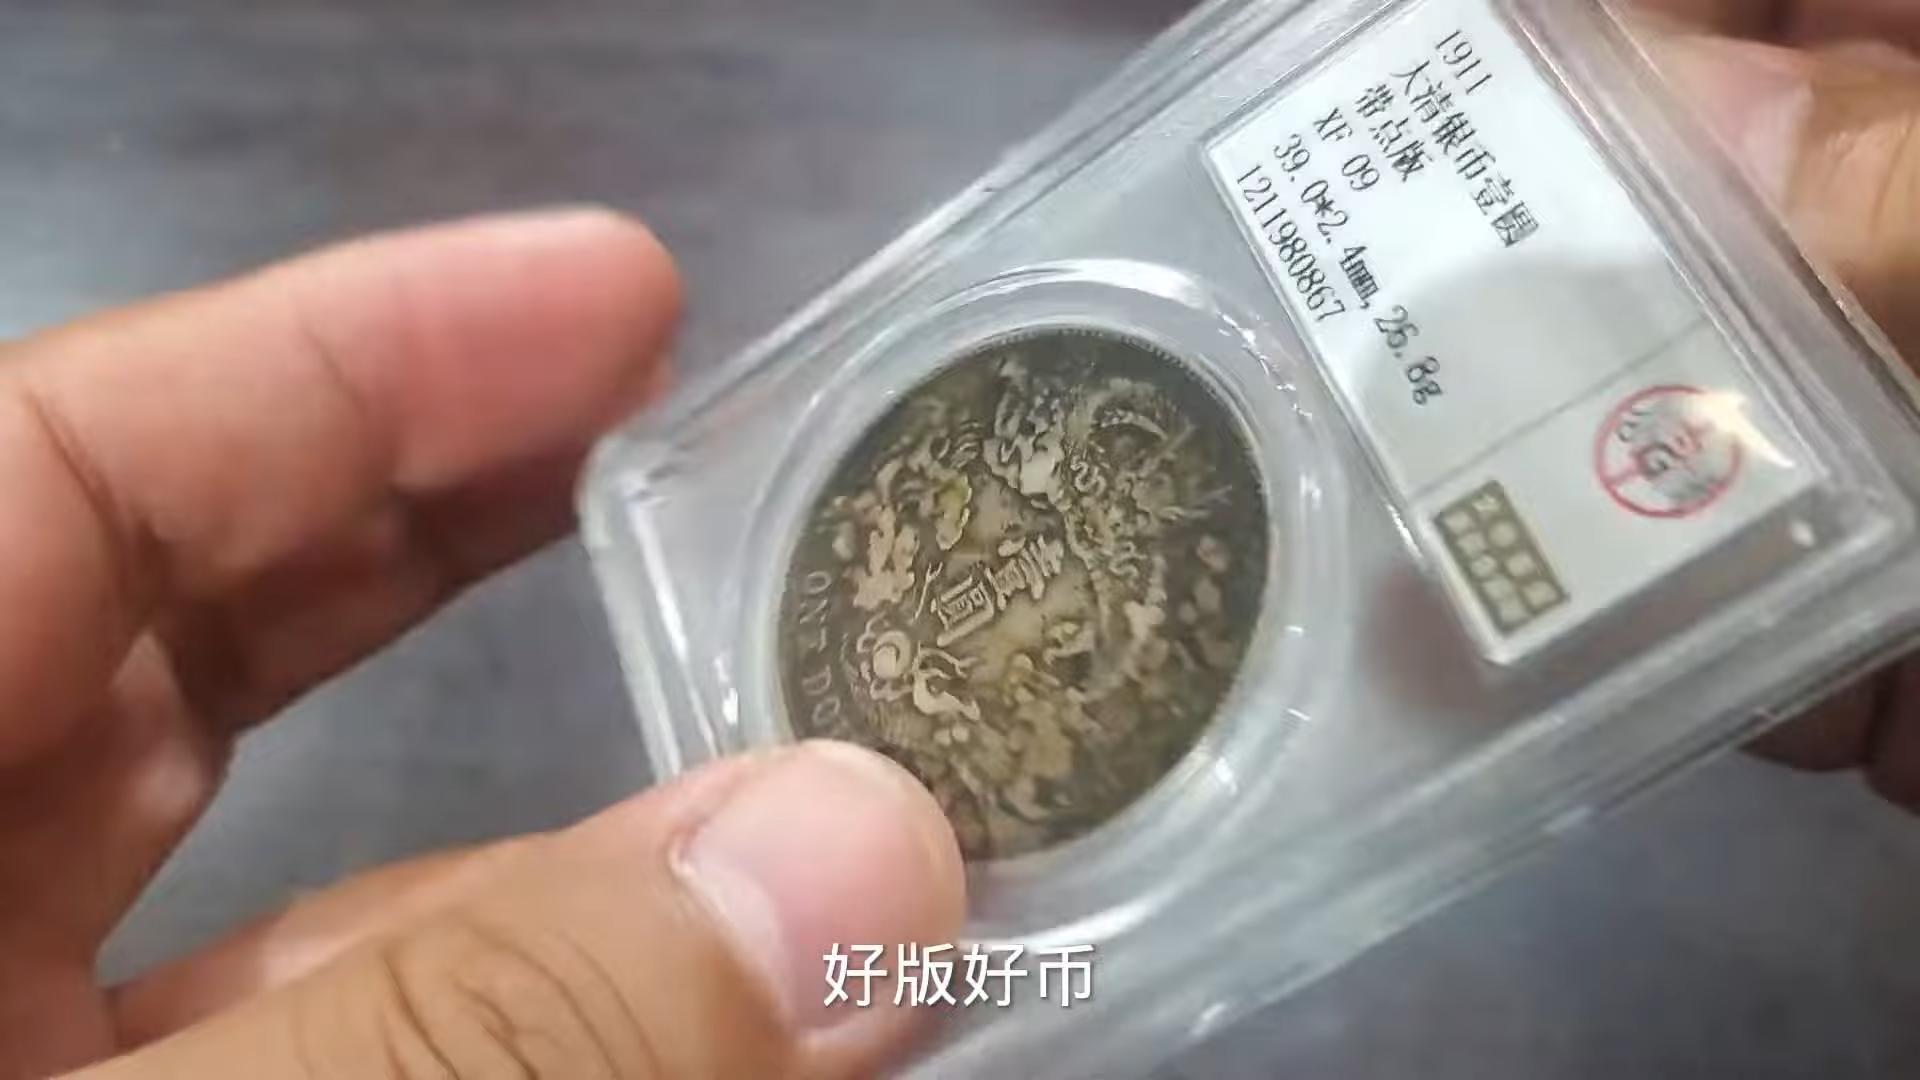 1911
大清银币壹圆
带点版
XF 09
39.0*2.4mm,26.8g
1211980867
壹圓
ONE DO
好版好币